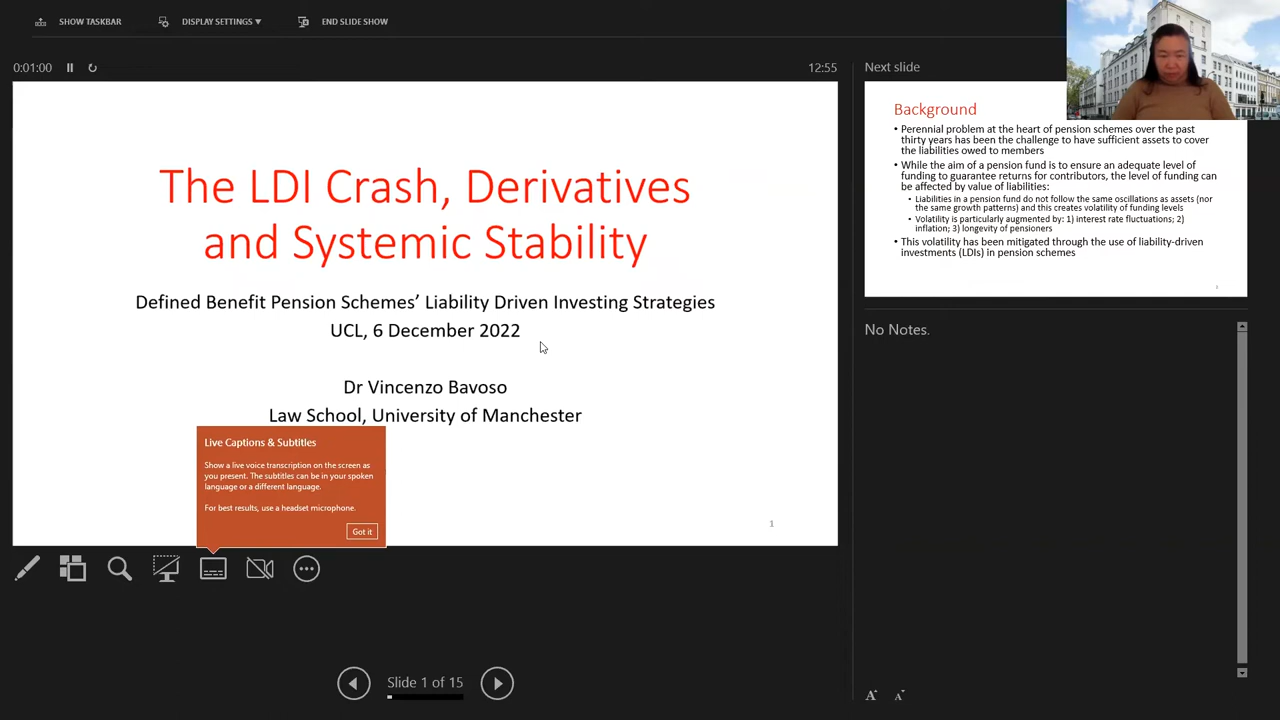 SHOW TASKBAR
DISPLAY SETTINGS ▼
END SLIDE SHOW
0:01:00
12:55
The LDI Crash, Derivatives
and Systemic Stability
Defined Benefit Pension Schemes’ Liability Driven Investing Strategies
UCL, 6 December 2022
Dr Vincenzo Bavoso
Law School, University of Manchester
1
Live Captions & Subtitles
Show a live voice transcription on the screen as
you present. The subtitles can be in your spoken
language or a different language.
For best results, use a headset microphone.
Got it
Slide 1 of 15
Next slide
Background
• Perennial problem at the heart of pension schemes over the past
thirty years has been the challenge to have sufficient assets to cover
the liabilities owed to members
• While the aim of a pension fund is to ensure an adequate level of
funding to guarantee returns for contributors, the level of funding can
be affected by value of liabilities:
• Liabilities in a pension fund do not follow the same oscillations as assets (nor
the same growth patterns) and this creates volatility of funding levels
• Volatility is particularly augmented by: 1) interest rate fluctuations; 2)
inflation; 3) longevity of pensioners
• This volatility has been mitigated through the use of liability-driven
investments (LDIs) in pension schemes
No Notes.
A A